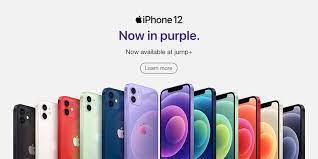 iPhone 12
Now in purple.
Now available at jump+
Learn more